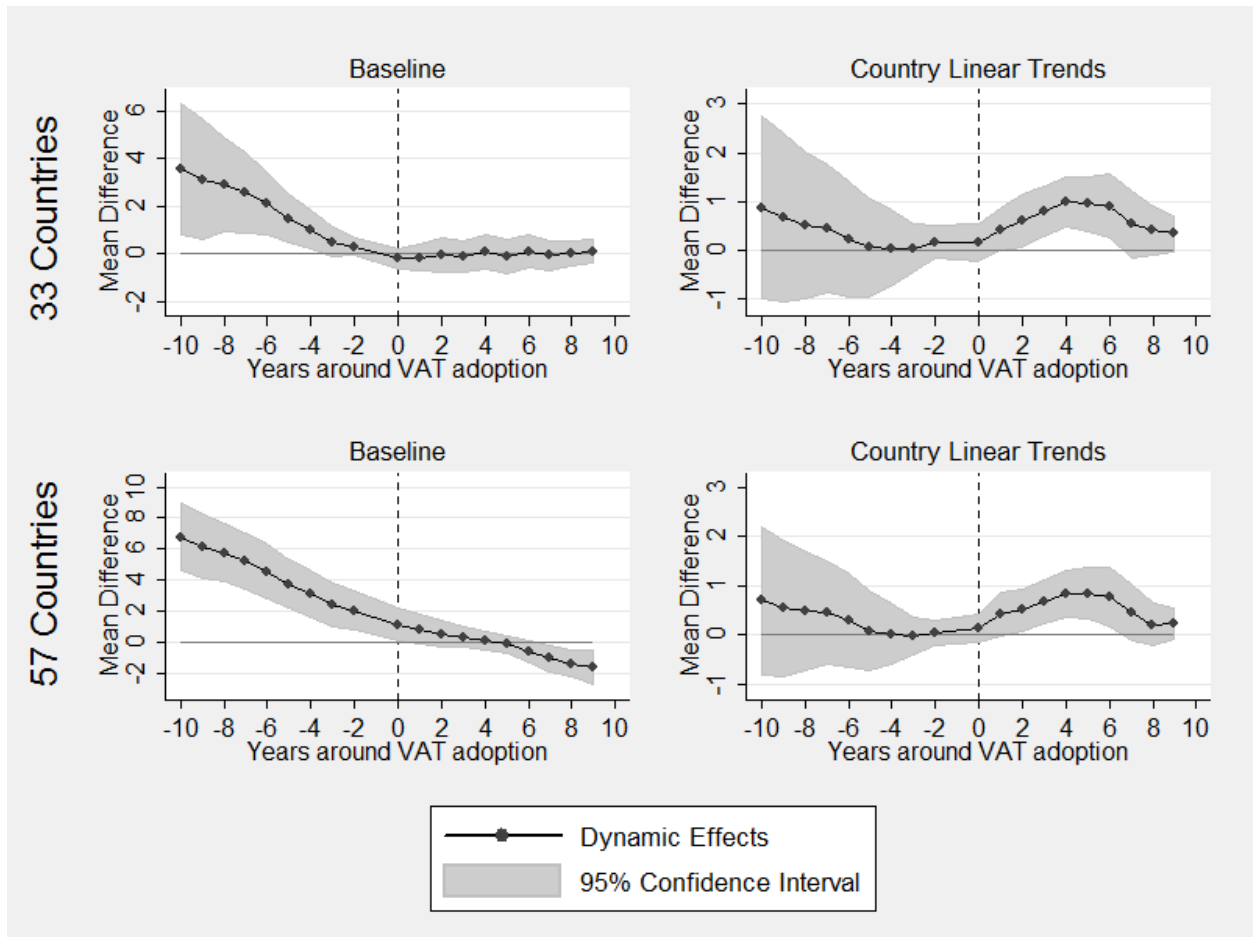 Baseline
Country Linear Trends
33 Countries
Mean Difference
6
4
2
0
-2
-10 -8 -6 -4 -2 0 2 4 6 8 10
Years around VAT adoption
Mean Difference
3
2
1
0
-1
-10 -8 -6 -4 -2 0 2 4 6 8 10
Years around VAT adoption
Baseline
Country Linear Trends
57 Countries
Mean Difference
10
8
6
4
2
0
-2
-10 -8 -6 -4 -2 0 2 4 6 8 10
Years around VAT adoption
Mean Difference
3
2
1
0
-1
-10 -8 -6 -4 -2 0 2 4 6 8 10
Years around VAT adoption
Dynamic Effects
95% Confidence Interval